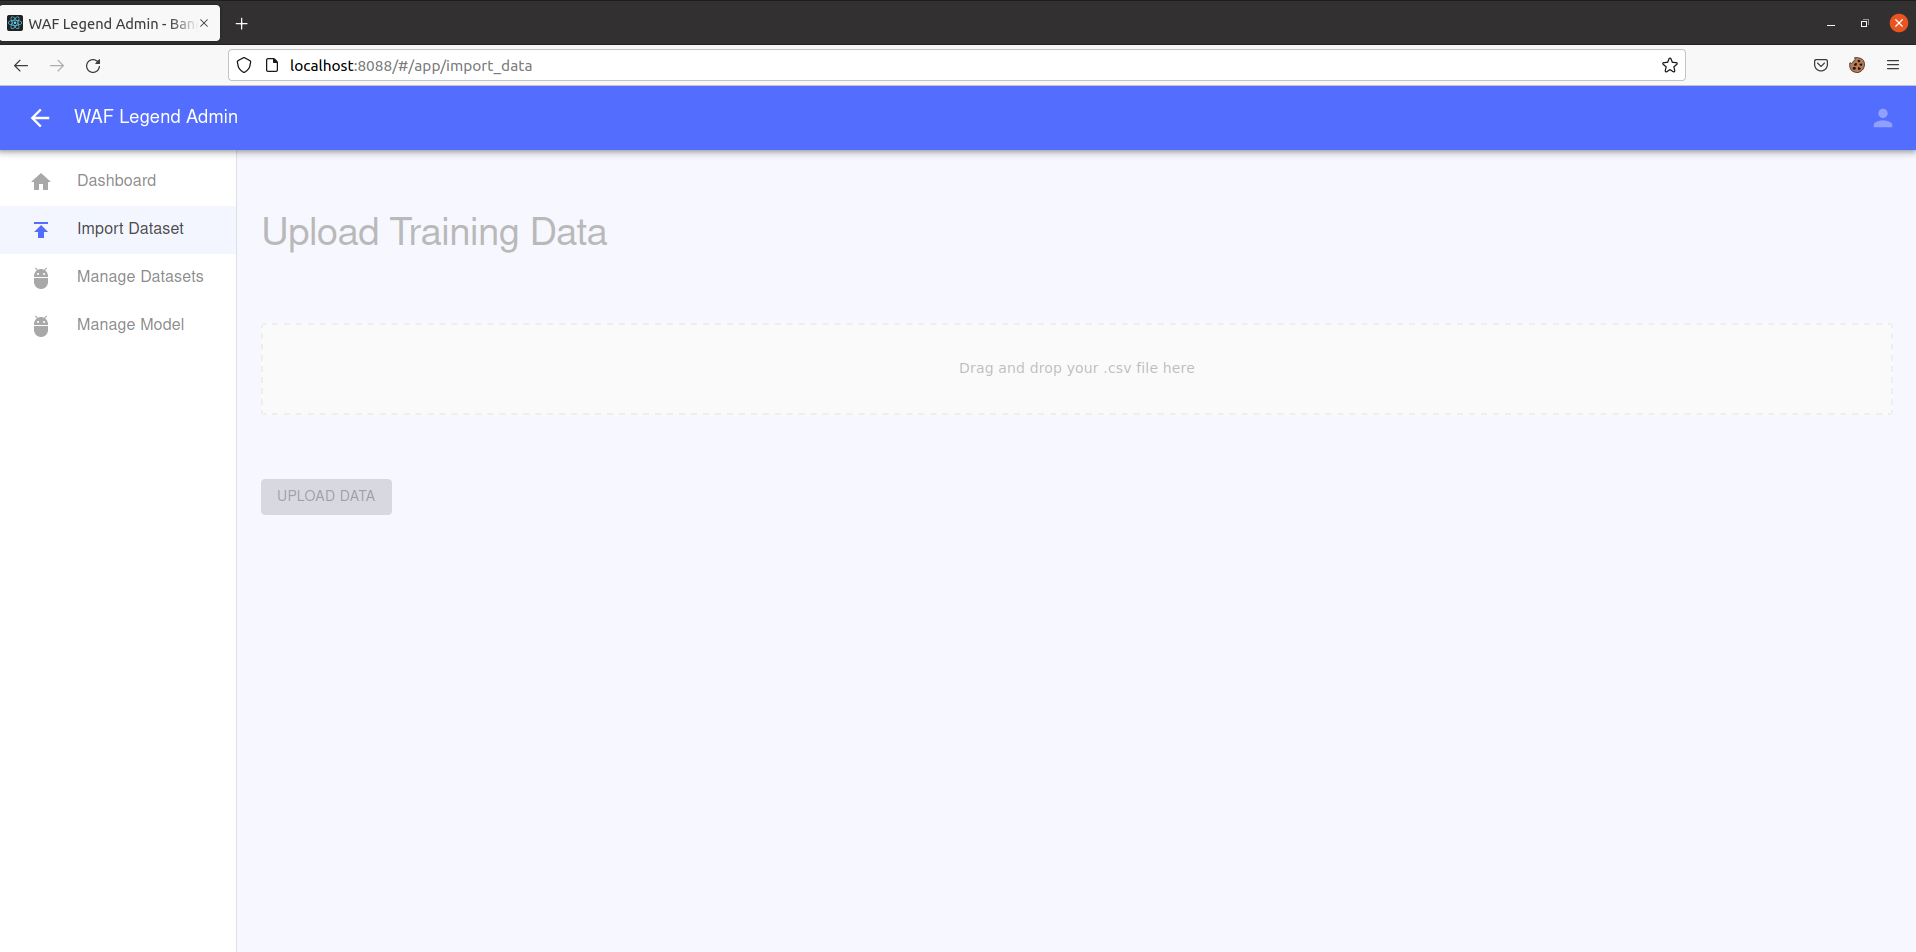 WAF Legend Admin - Ban
localhost:8088/#/app/import_data
WAF Legend Admin
Dashboard
Import Dataset
Manage Datasets
Manage Model
Upload Training Data
Drag and drop your .csv file here
UPLOAD DATA